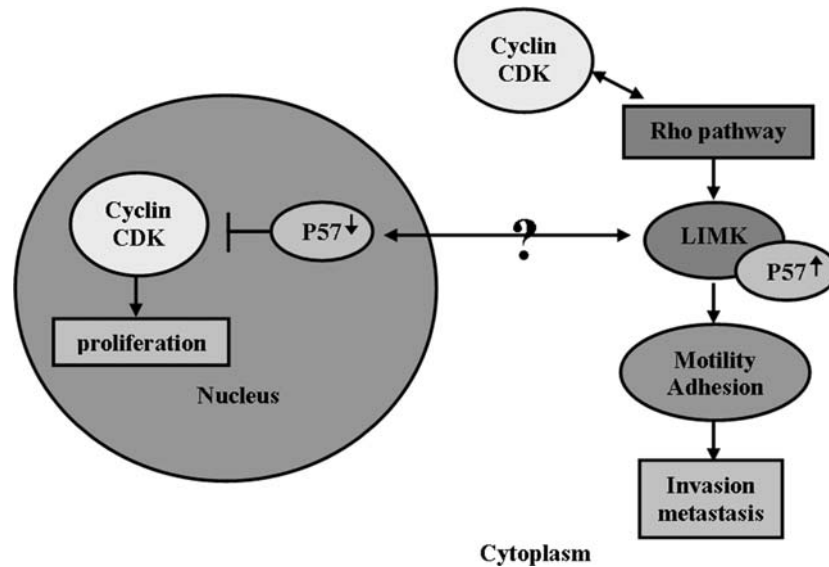 Cyclin
CDK
Rho pathway
Cyclin
CDK
P57↓
?
LIMK
P57↑
proliferation
Motility
Adhesion
Nucleus
Invasion
metastasis
Cytoplasm